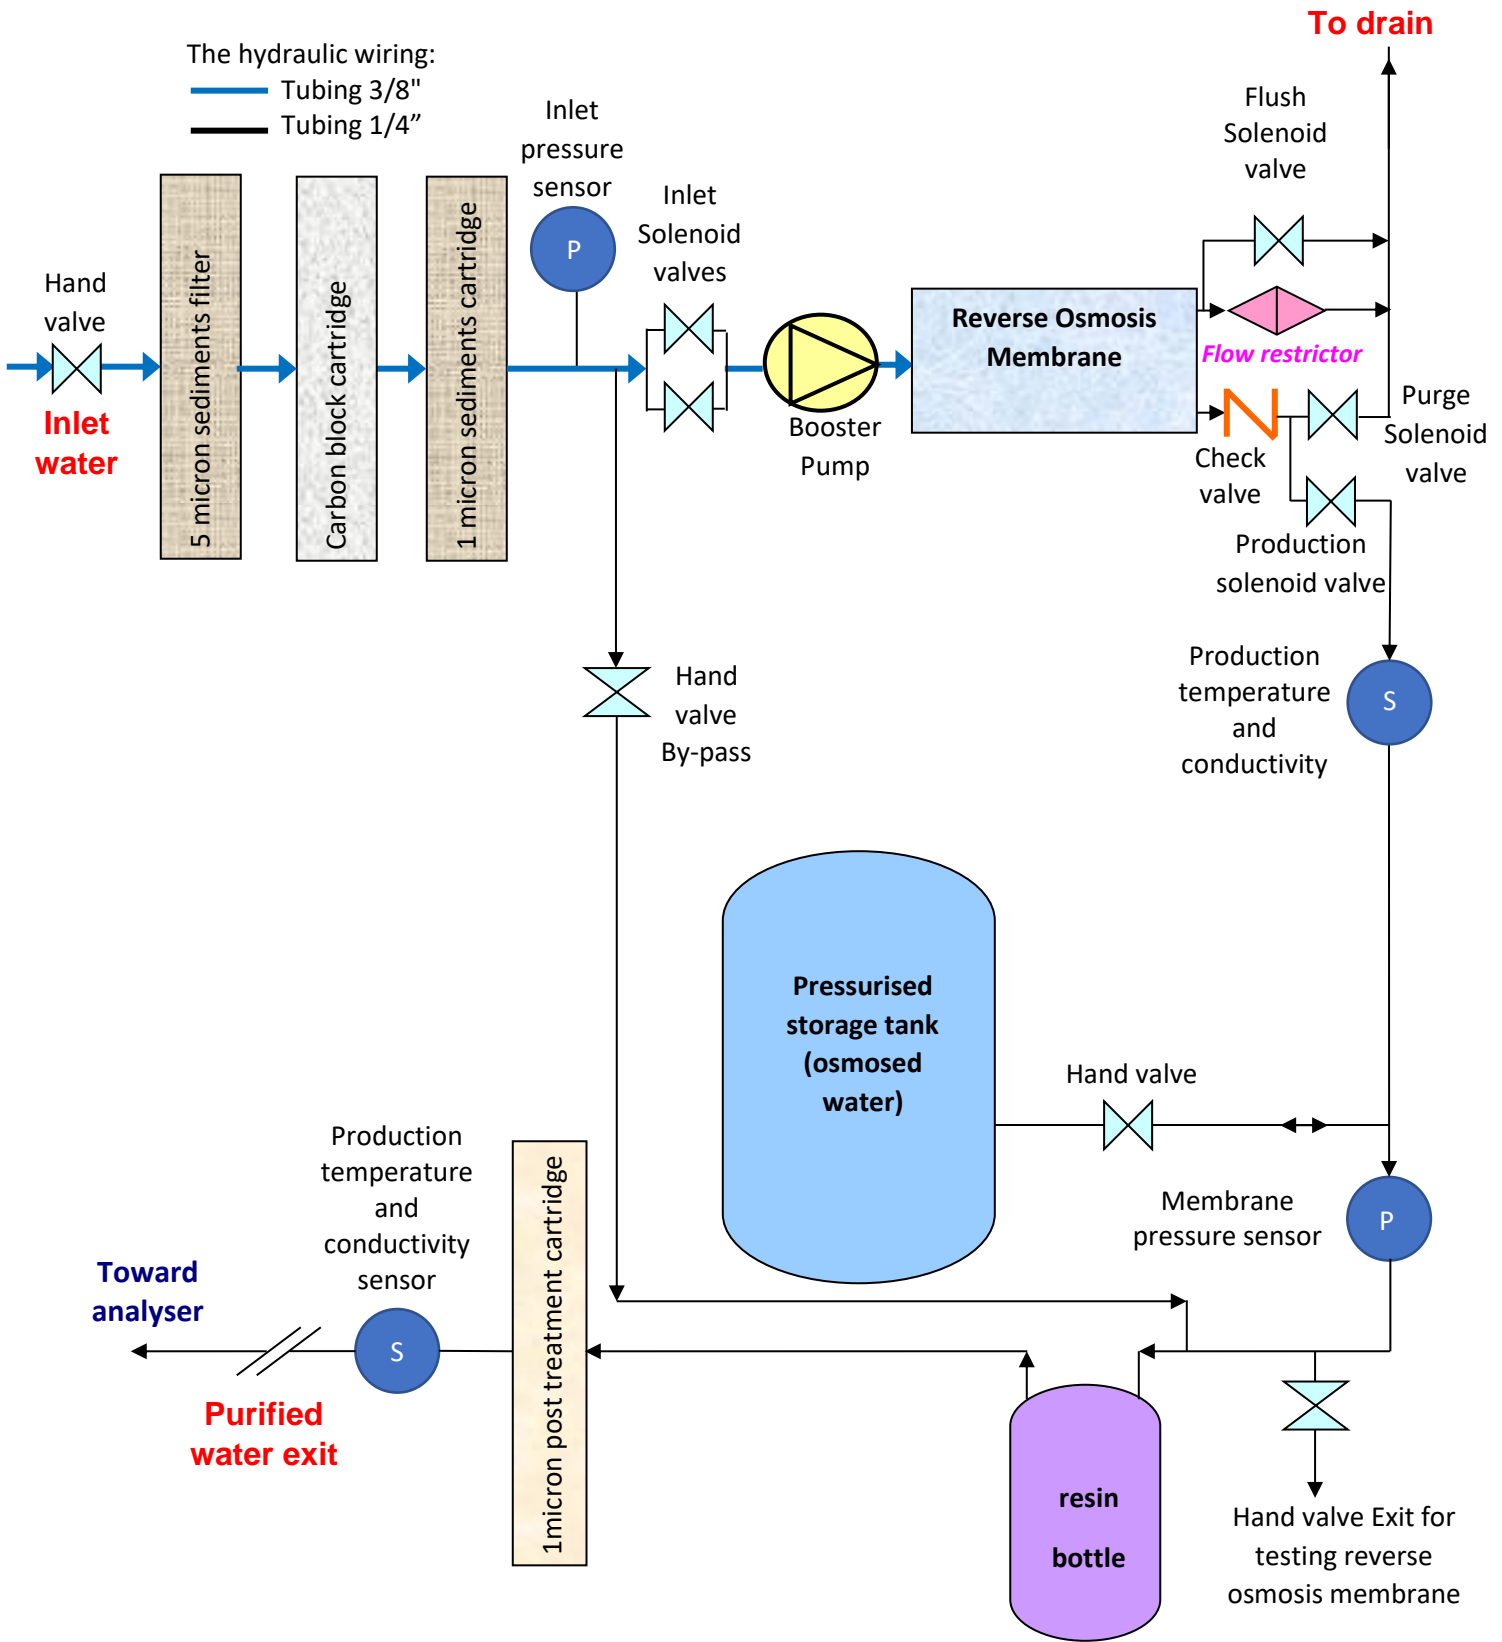 To drain
The hydraulic wiring:
Tubing 3/8"
Tubing 1/4”
Inlet
pressure
sensor
P
Flush
Solenoid
valve
Inlet
Solenoid
valves
Hand
valve
Inlet
water
5 micron sediments filter
Carbon block cartridge
1 micron sediments cartridge
Booster
Pump
Reverse Osmosis
Membrane
Flow restrictor
Check
valve
Purge
Solenoid
valve
Production
solenoid valve
Hand
valve
By-pass
Production
temperature
and
conductivity
S
Pressurised
storage tank
(osmosed
water)
Hand valve
Membrane
pressure sensor
P
Production
temperature
and
conductivity
sensor
S
Toward
analyser
Purified
water exit
1micron post treatment cartridge
resin
bottle
Hand valve Exit for
testing reverse
osmosis membrane